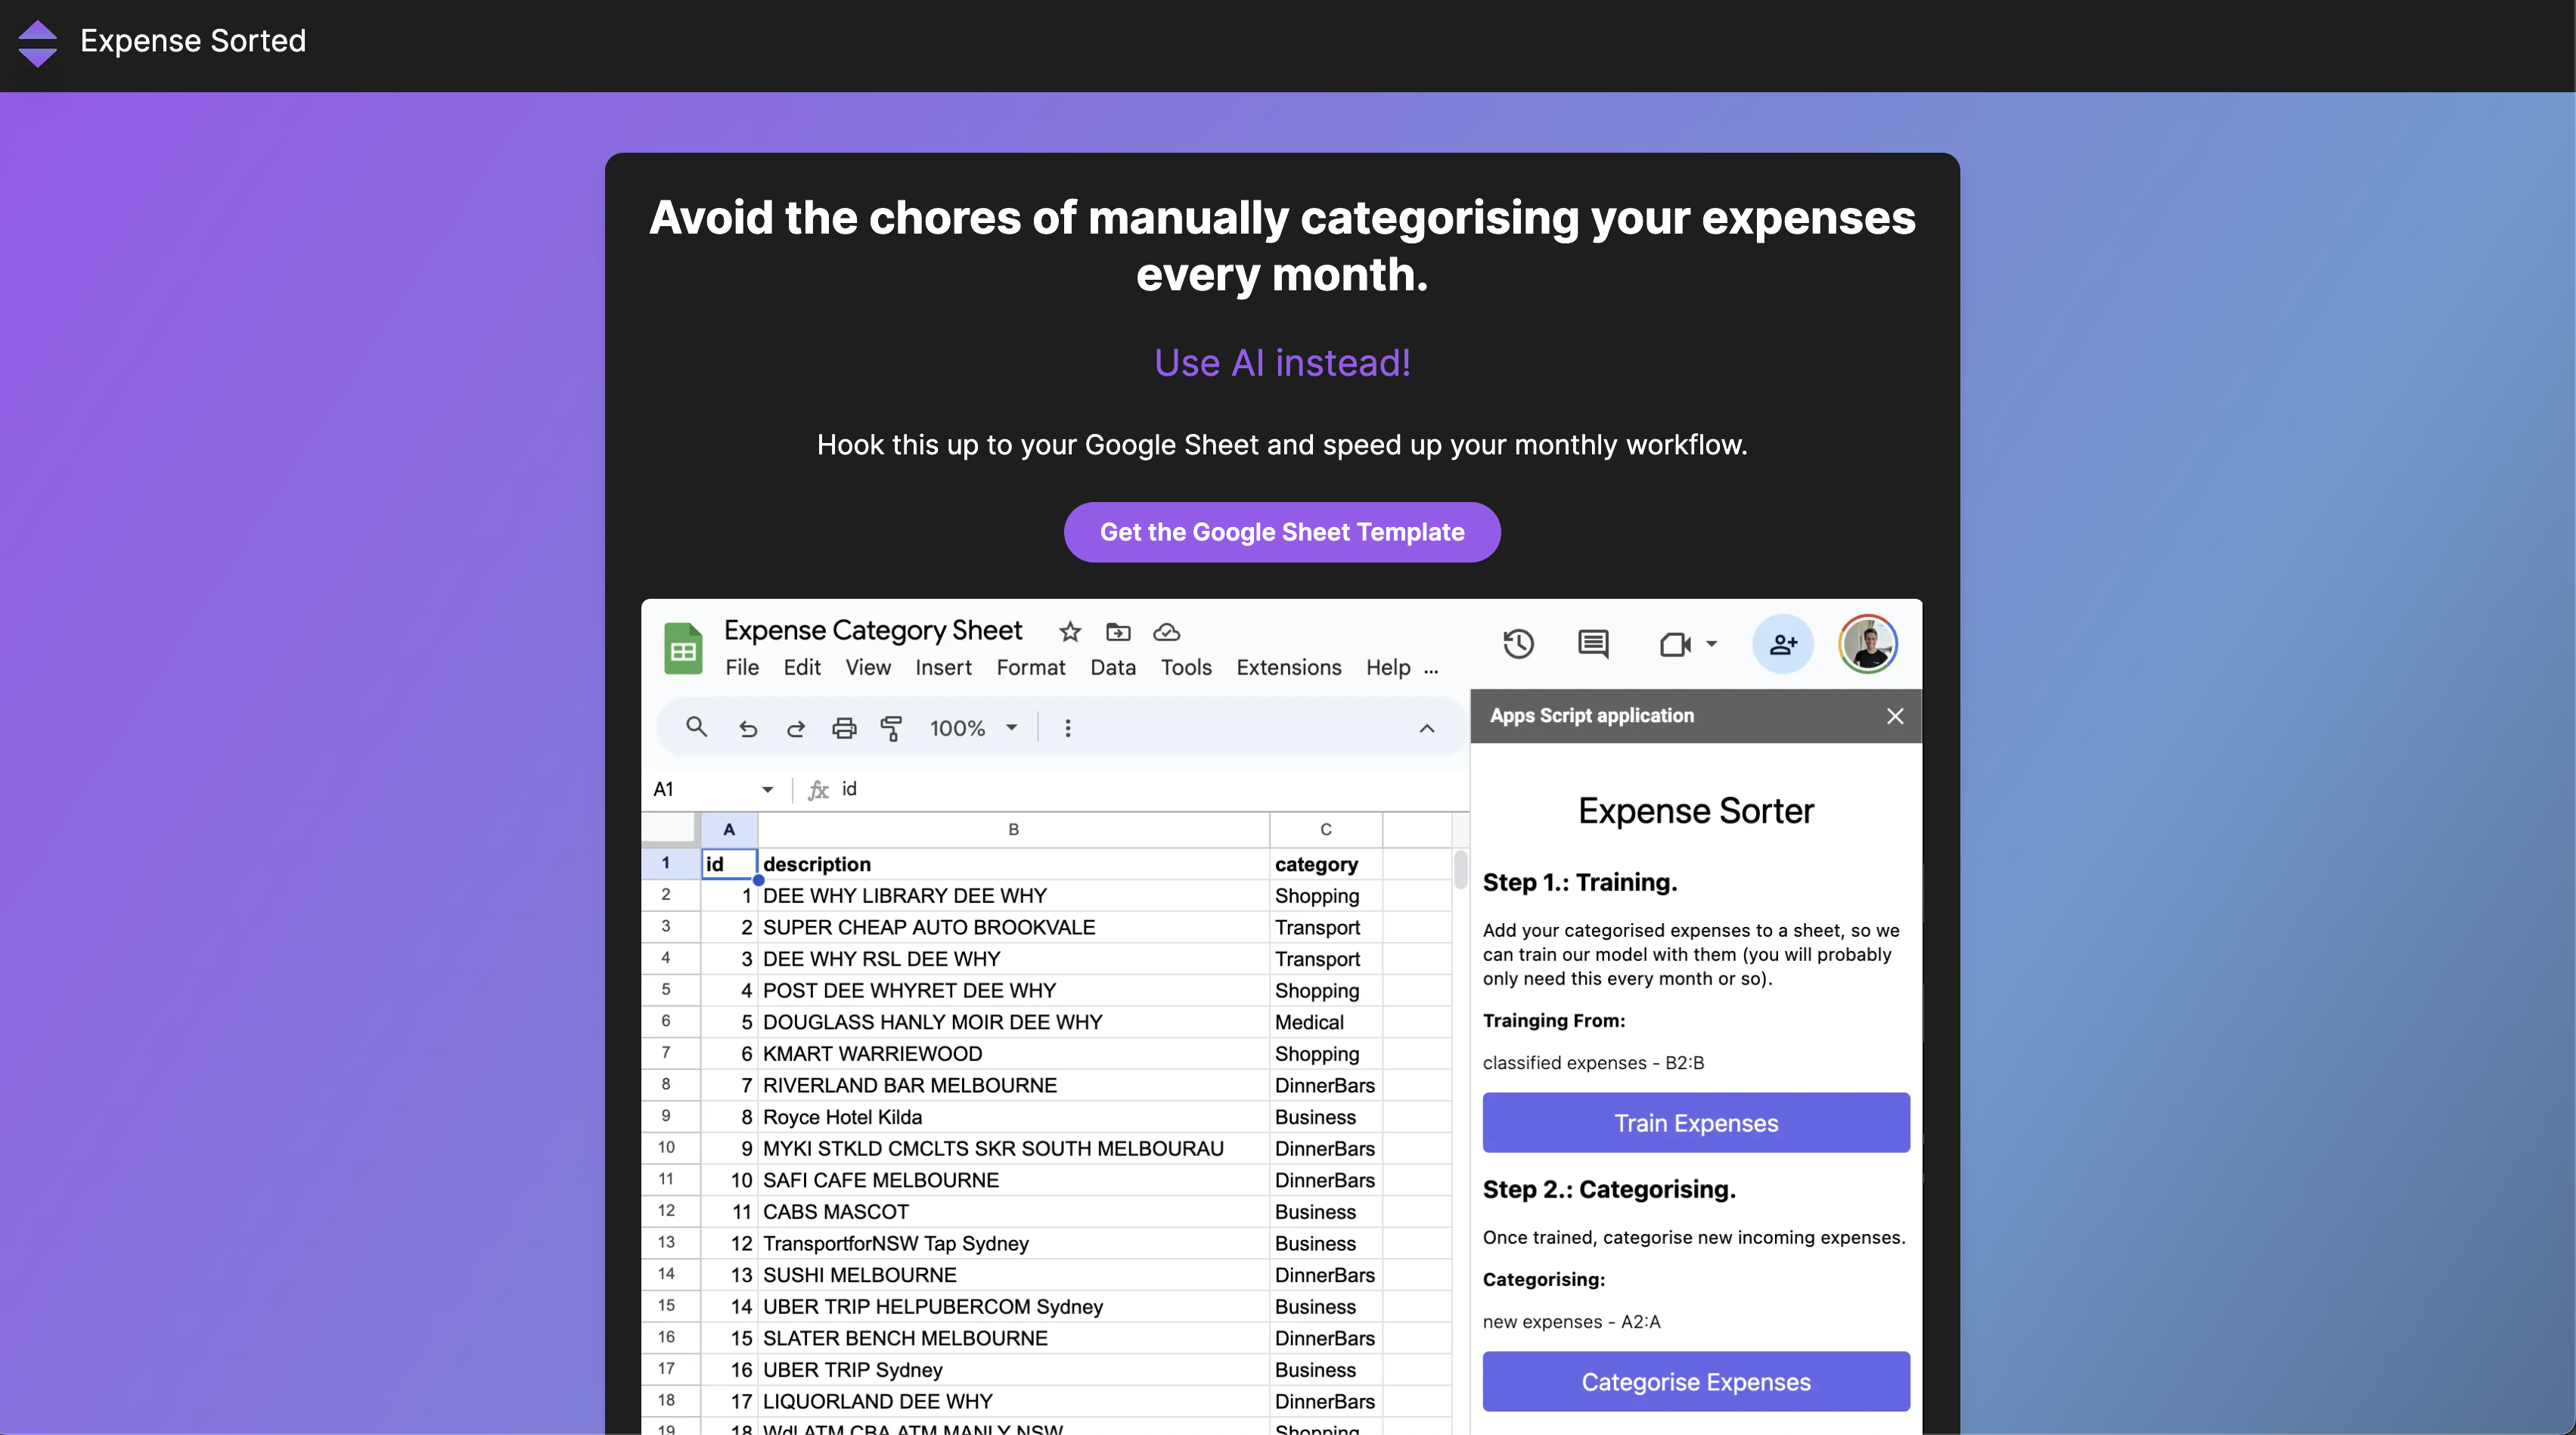 Expense Sorted
Avoid the chores of manually categorising your expenses
every month.
Use AI instead!
Hook this up to your Google Sheet and speed up your monthly workflow.
Get the Google Sheet Template
Expense Category Sheet
File Edit View Insert Format Data Tools Extensions Help ...
100%
A1 fx id
A B C
1 id description category
2 1 DEE WHY LIBRARY DEE WHY Shopping
3 2 SUPER CHEAP AUTO BROOKVALE Transport
4 3 DEE WHY RSL DEE WHY Transport
5 4 POST DEE WHYRET DEE WHY Shopping
6 5 DOUGLASS HANLY MOIR DEE WHY Medical
7 6 KMART WARRIEWOOD Shopping
8 7 RIVERLAND BAR MELBOURNE DinnerBars
9 8 Royce Hotel Kilda Business
10 9 MYKI STKLD CMCLTS SKR SOUTH MELBOURAU DinnerBars
11 10 SAFI CAFE MELBOURNE DinnerBars
12 11 CABS MASCOT Business
13 12 TransportforNSW Tap Sydney Business
14 13 SUSHI MELBOURNE DinnerBars
15 14 UBER TRIP HELPUBERCOM Sydney Business
16 15 SLATER BENCH MELBOURNE DinnerBars
17 16 UBER TRIP Sydney Business
18 17 LIQUORLAND DEE WHY DinnerBars
19 18 Wdl ATM CBA ATM MANLY NSW Shopping
Apps Script application
Expense Sorter
Step 1.: Training.
Add your categorised expenses to a sheet, so we
can train our model with them (you will probably
only need this every month or so).
Trainging From:
classified expenses - B2:B
Train Expenses
Step 2.: Categorising.
Once trained, categorise new incoming expenses.
Categorising:
new expenses - A2:A
Categorise Expenses